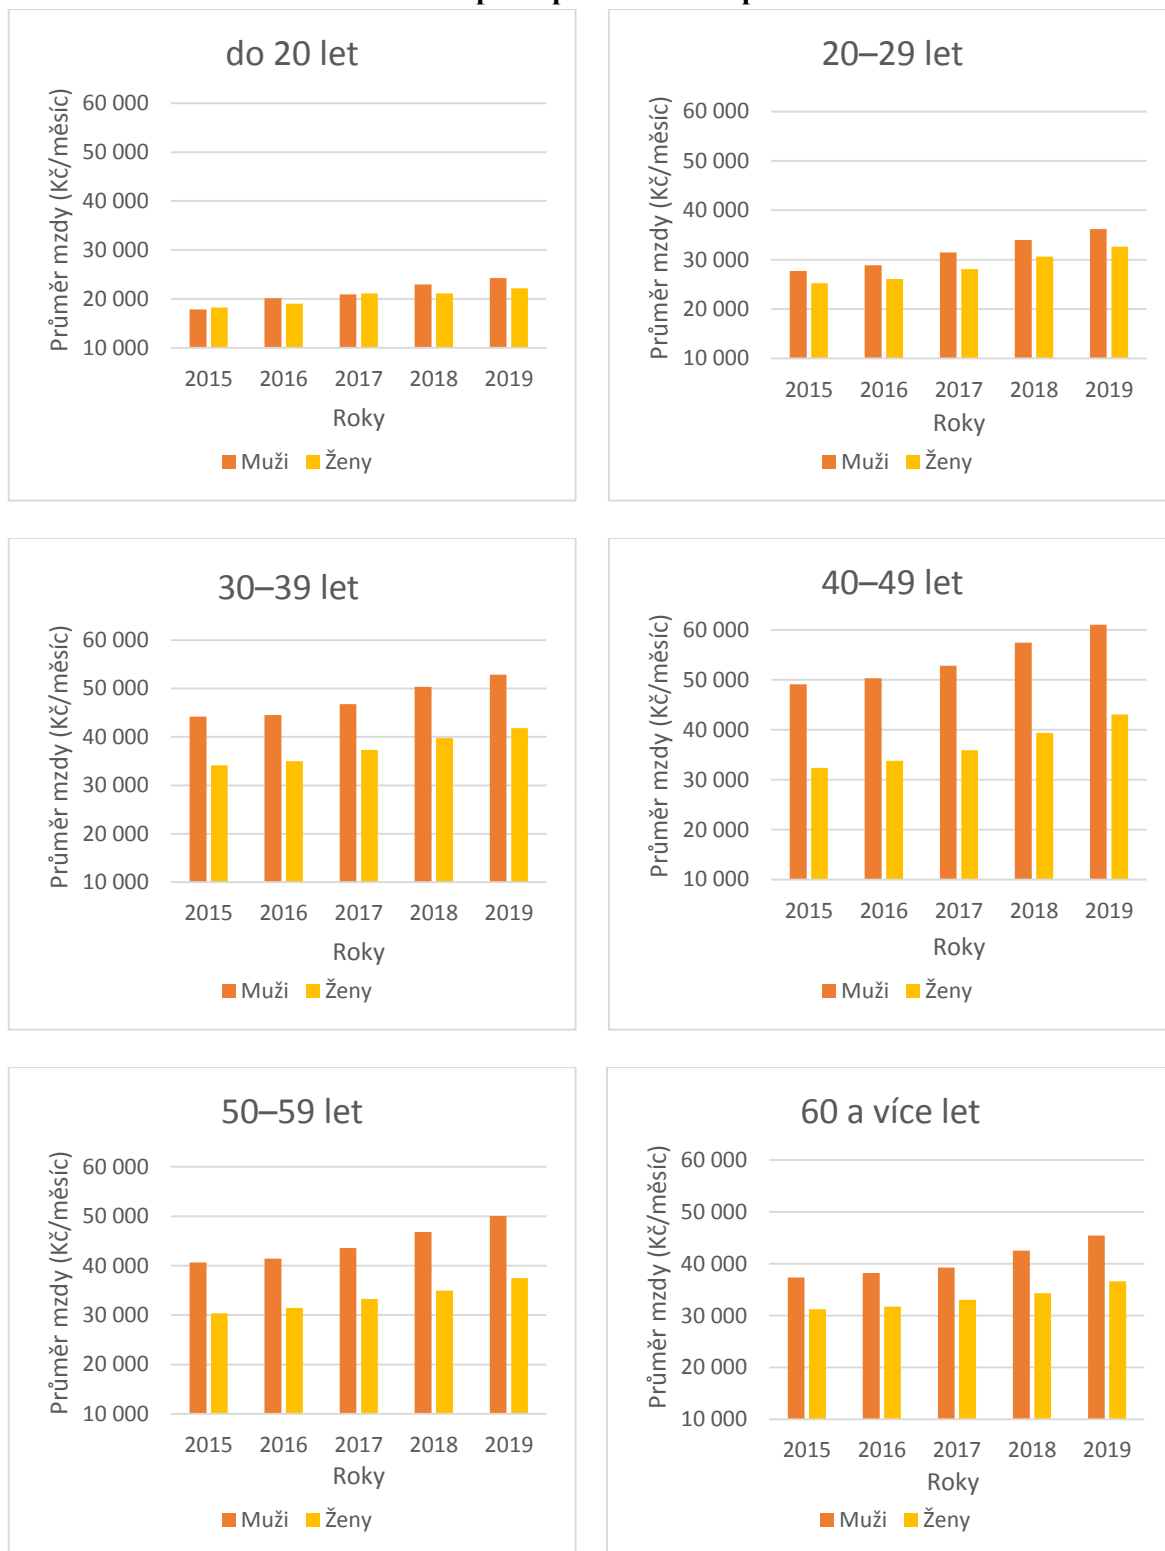 do 20 let
Průměr mzdy (Kč/měsíc)
60 000
50 000
40 000
30 000
20 000
10 000
2015 2016 2017 2018 2019
Roky
Muži Ženy
20–29 let
Průměr mzdy (Kč/měsíc)
60 000
50 000
40 000
30 000
20 000
10 000
2015 2016 2017 2018 2019
Roky
Muži Ženy
30–39 let
Průměr mzdy (Kč/měsíc)
60 000
50 000
40 000
30 000
20 000
10 000
2015 2016 2017 2018 2019
Roky
Muži Ženy
40–49 let
Průměr mzdy (Kč/měsíc)
60 000
50 000
40 000
30 000
20 000
10 000
2015 2016 2017 2018 2019
Roky
Muži Ženy
50–59 let
Průměr mzdy (Kč/měsíc)
60 000
50 000
40 000
30 000
20 000
10 000
2015 2016 2017 2018 2019
Roky
Muži Ženy
60 a více let
Průměr mzdy (Kč/měsíc)
60 000
50 000
40 000
30 000
20 000
10 000
2015 2016 2017 2018 2019
Roky
Muži Ženy